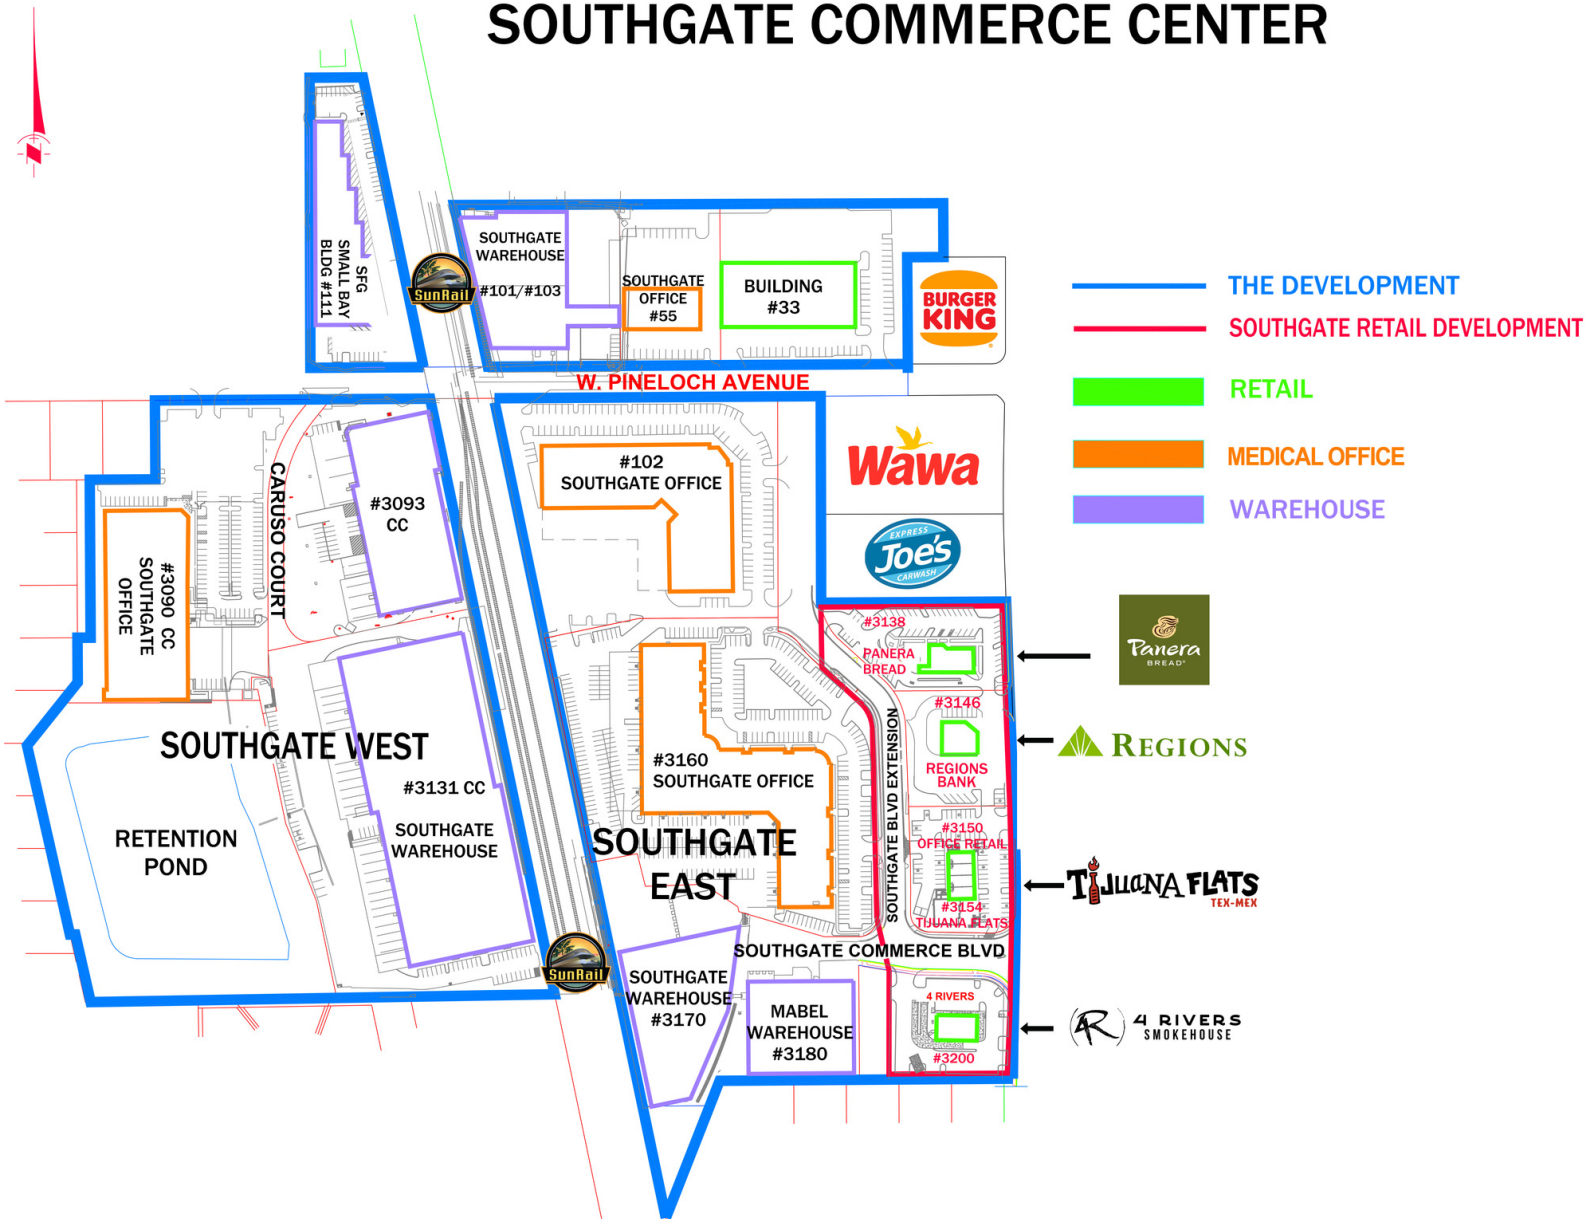 SOUTHGATE COMMERCE CENTER
SFG
SMALL BAY
BLDG #111
SunRail
SOUTHGATE
WAREHOUSE
#101/#103
SOUTHGATE
OFFICE
#55
BUILDING
#33
BURGER
KING
THE DEVELOPMENT
SOUTHGATE RETAIL DEVELOPMENT
RETAIL
MEDICAL OFFICE
WAREHOUSE
W. PINELOCH AVENUE
CARUSO COURT
#3093
CC
#102
SOUTHGATE OFFICE
Wawa
EXPRESS
Joe's
CARWASH
#3090 CC
SOUTHGATE
OFFICE
#3138
PANERA
BREAD
Panera
BREAD
#3146
REGIONS
BANK
REGIONS
SOUTHGATE WEST
#3131 CC
SOUTHGATE
WAREHOUSE
RETENTION
POND
#3160
SOUTHGATE OFFICE
SOUTHGATE
EAST
SOUTHGATE BLVD EXTENSION
#3150
OFFICE RETAIL
#3154
TIJUANA FLATS
TIJUANA FLATS
TEX-MEX
SOUTHGATE COMMERCE BLVD
SunRail
SOUTHGATE
WAREHOUSE
#3170
MABEL
WAREHOUSE
#3180
4 RIVERS
#3200
4R
4 RIVERS
SMOKEHOUSE